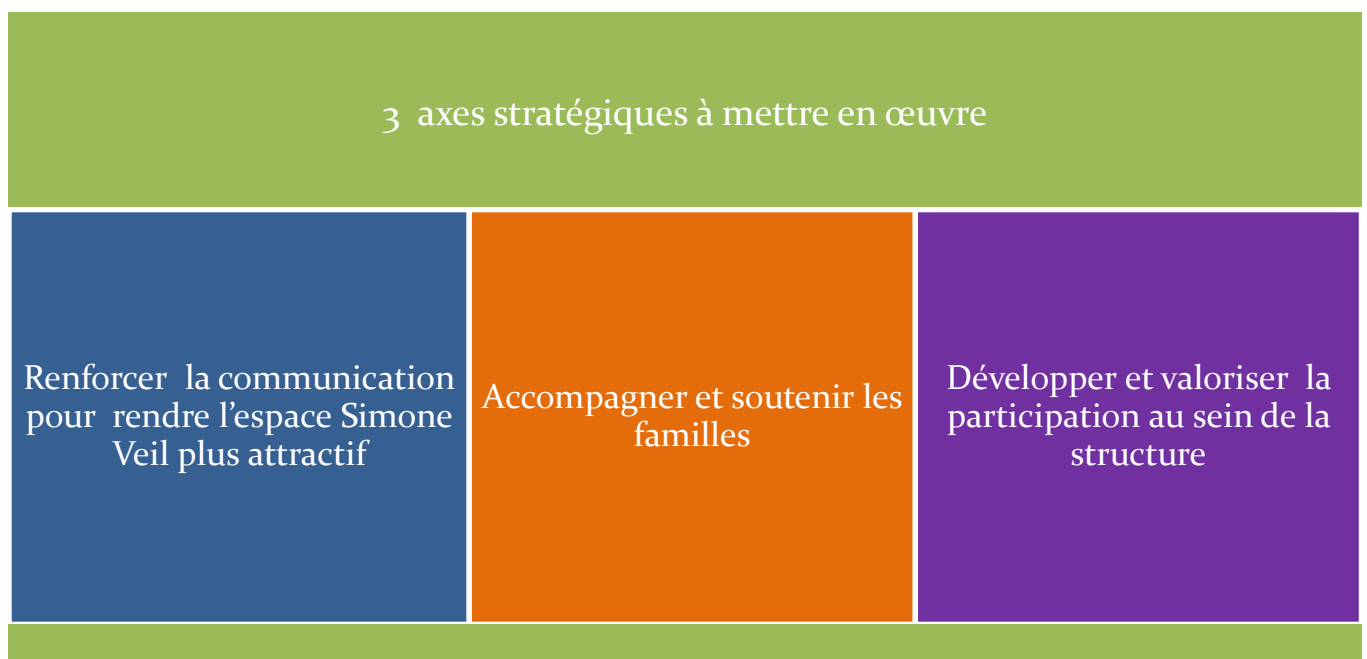 3 axes stratégiques à mettre en œuvre
Renforcer la communication
pour rendre l’espace Simone
Veil plus attractif
Accompagner et soutenir les
familles
Développer et valoriser la
participation au sein de la
structure